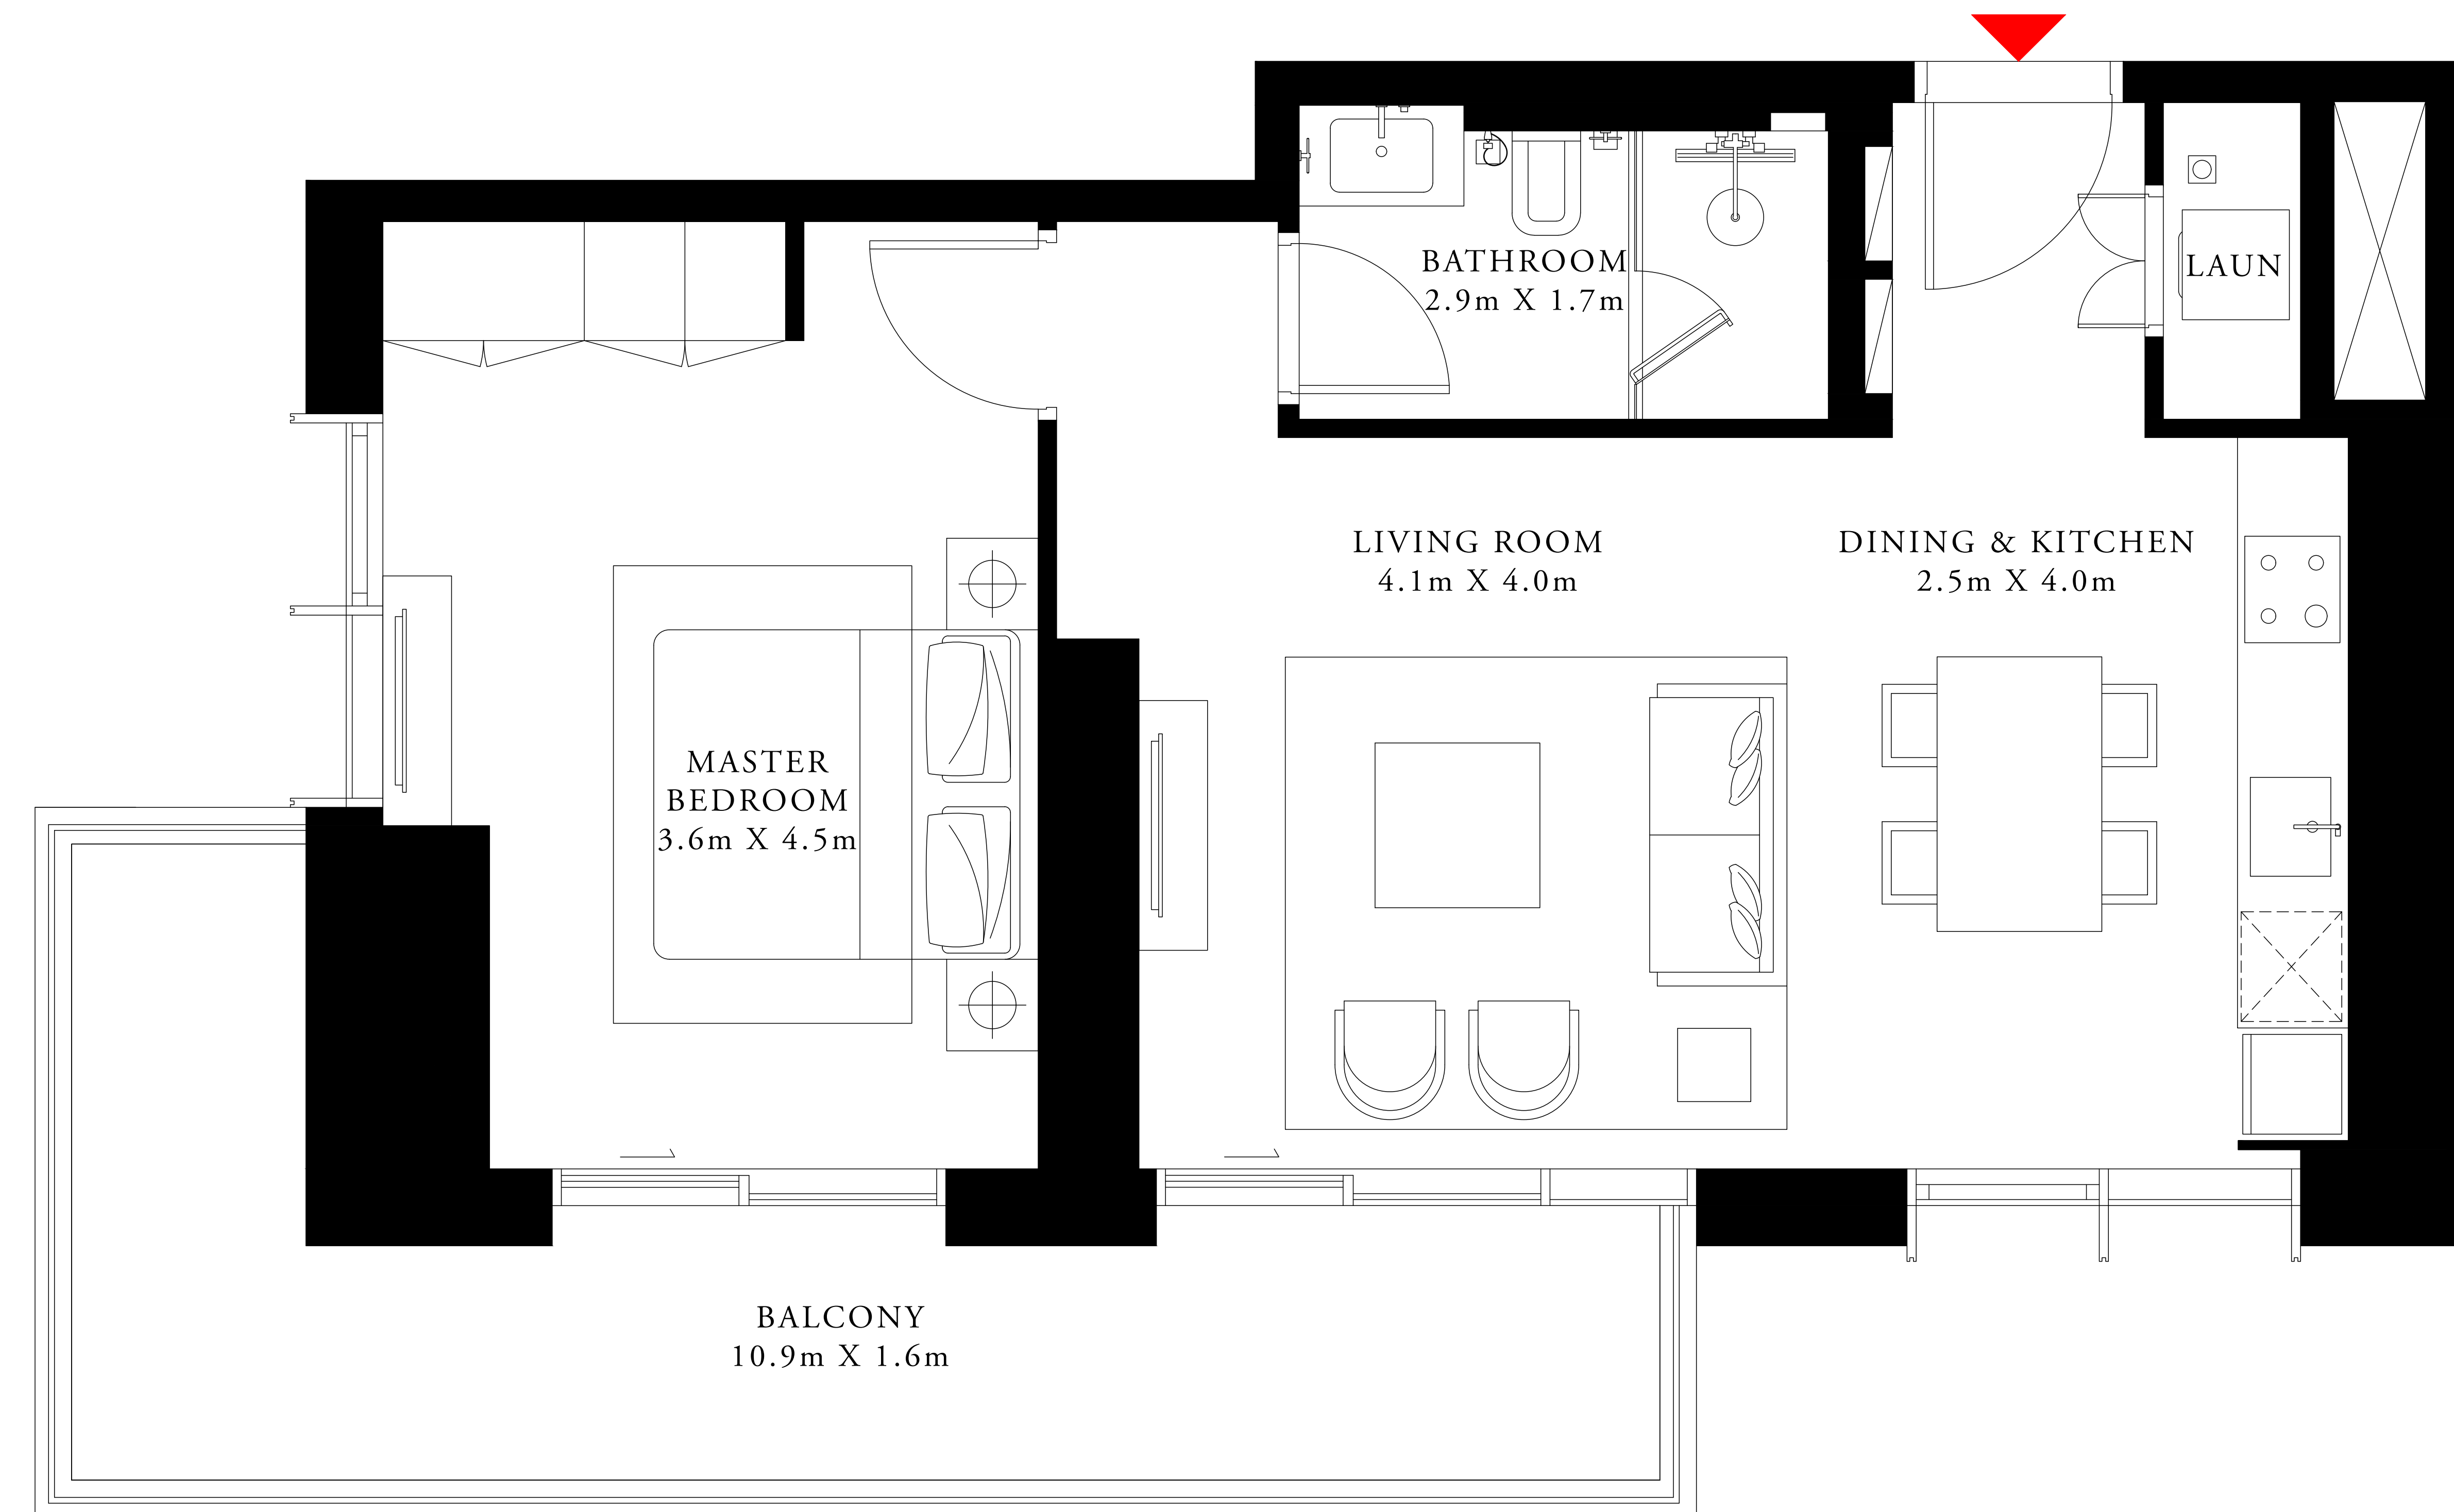 BATHROOM
2.9m X 1.7m
LAUN
LIVING ROOM
4.1m X 4.0m
DINING & KITCHEN
2.5m X 4.0m
MASTER
BEDROOM
3.6m X 4.5m
BALCONY
10.9m X 1.6m